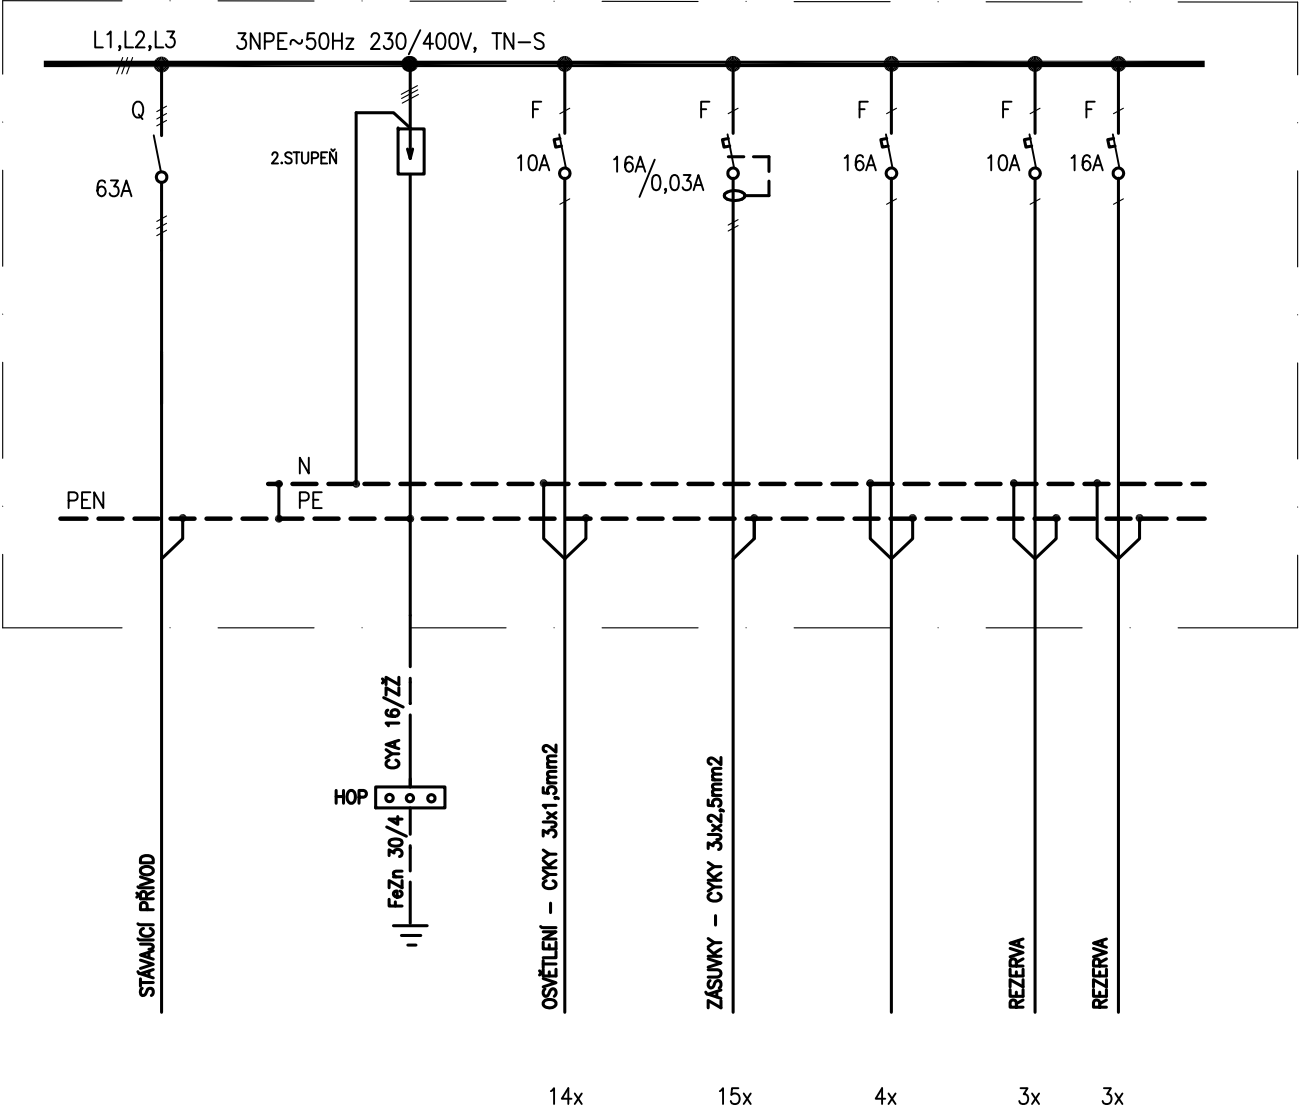 L1,L2,L3
3NPE~50Hz 230/400V, TN-S
Q
F
F
F
F
F
63A
2.STUPEŇ
10A
16A/0,03A
16A
10A
16A
N
PEN
PE
CYA 16/ZŽ
HOP
FeZn 30/4
STÁVAJÍCÍ PŘÍVOD
OSVĚTLENÍ - CYKY 3Jx1,5mm2
ZÁSUVKY - CYKY 3Jx2,5mm2
REZERVA
REZERVA
14x
15x
4x
3x
3x